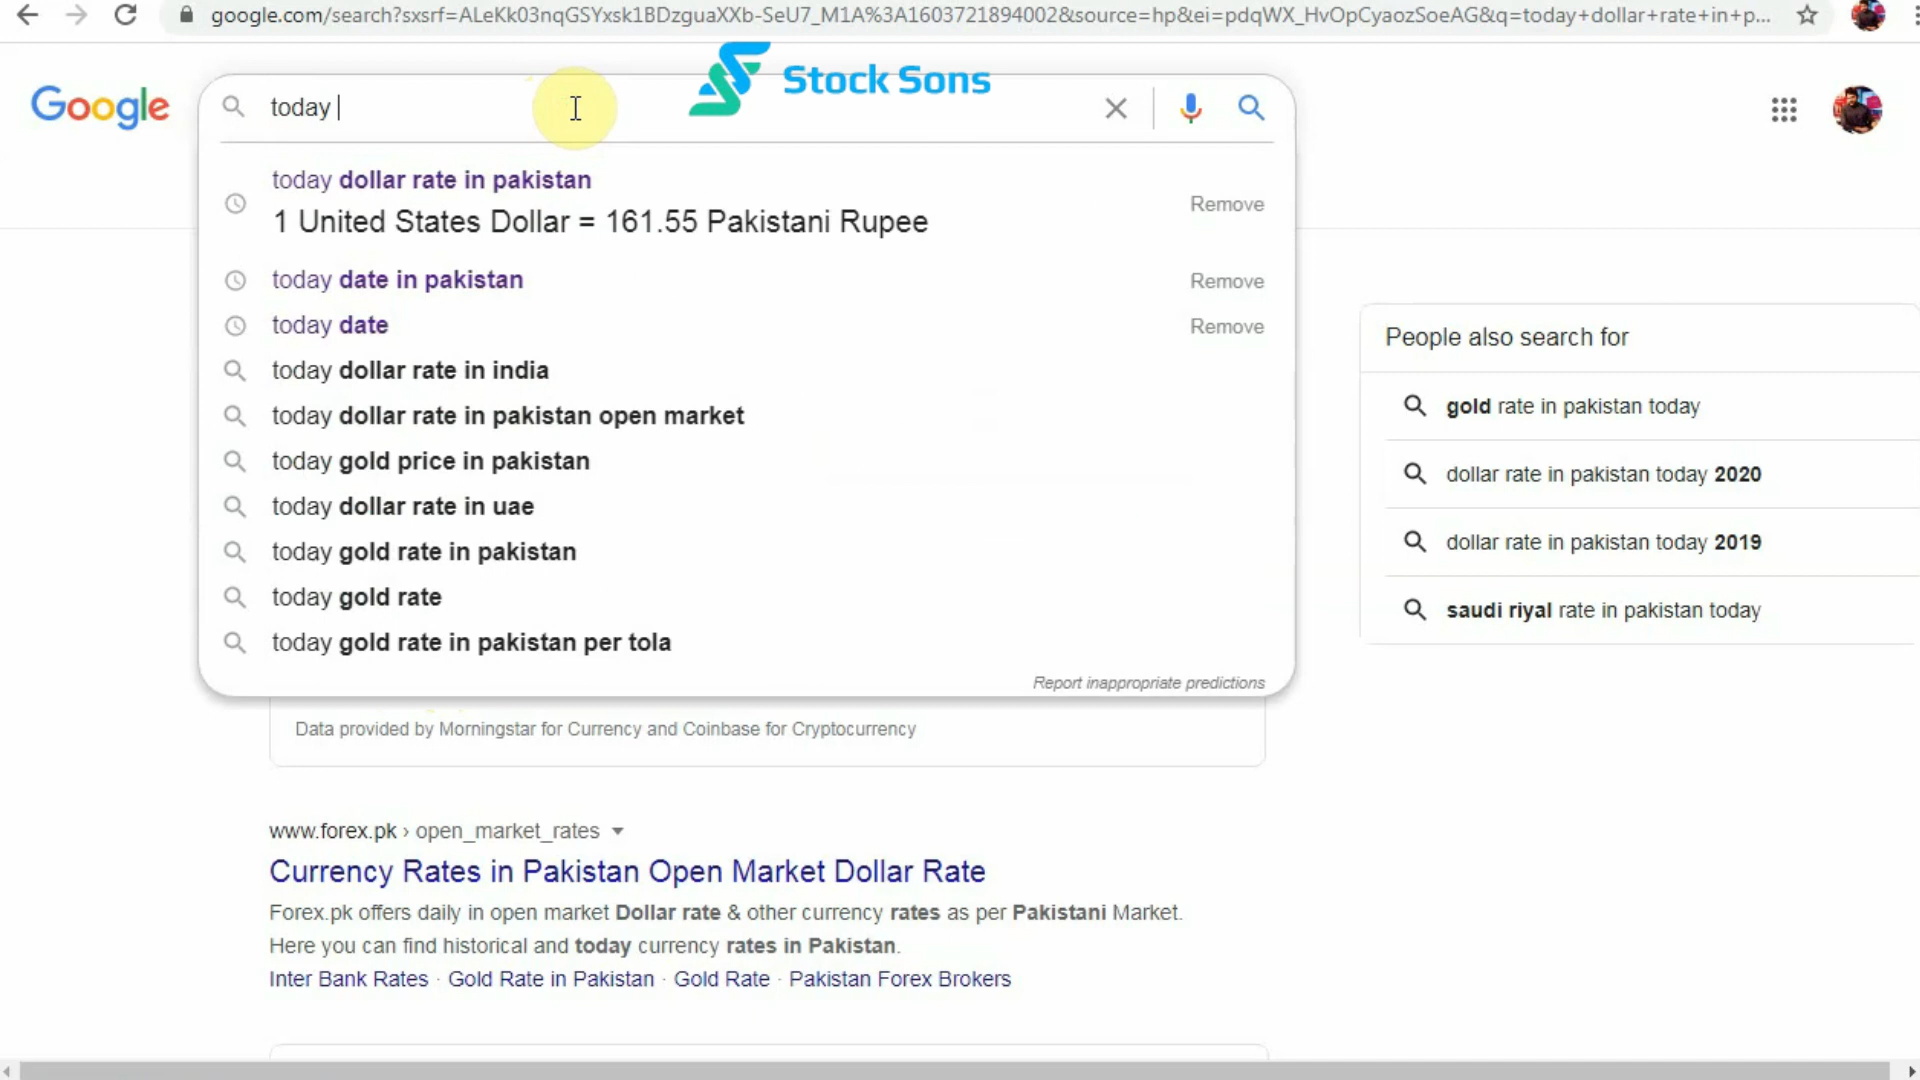 google.com/search?sxsrf=ALeKk03nqGSYxsk1BDzguaXXb-SeU7_M1A%3A1603721894002&source=hp&ei=pdqWX_HvOpCyaozSoeAG&q=today+dollar+rate+in+p...
Google
today
Stock Sons
today dollar rate in pakistan
1 United States Dollar = 161.55 Pakistani Rupee
Remove
today date in pakistan
Remove
today date
Remove
today dollar rate in india
today dollar rate in pakistan open market
today gold price in pakistan
today dollar rate in uae
today gold rate in pakistan
today gold rate
today gold rate in pakistan per tola
Report inappropriate predictions
People also search for
gold rate in pakistan today
dollar rate in pakistan today 2020
dollar rate in pakistan today 2019
saudi riyal rate in pakistan today
Data provided by Morningstar for Currency and Coinbase for Cryptocurrency
www.forex.pk › open_market_rates
Currency Rates in Pakistan Open Market Dollar Rate
Forex.pk offers daily in open market Dollar rate & other currency rates as per Pakistani Market.
Here you can find historical and today currency rates in Pakistan.
Inter Bank Rates · Gold Rate in Pakistan · Gold Rate · Pakistan Forex Brokers